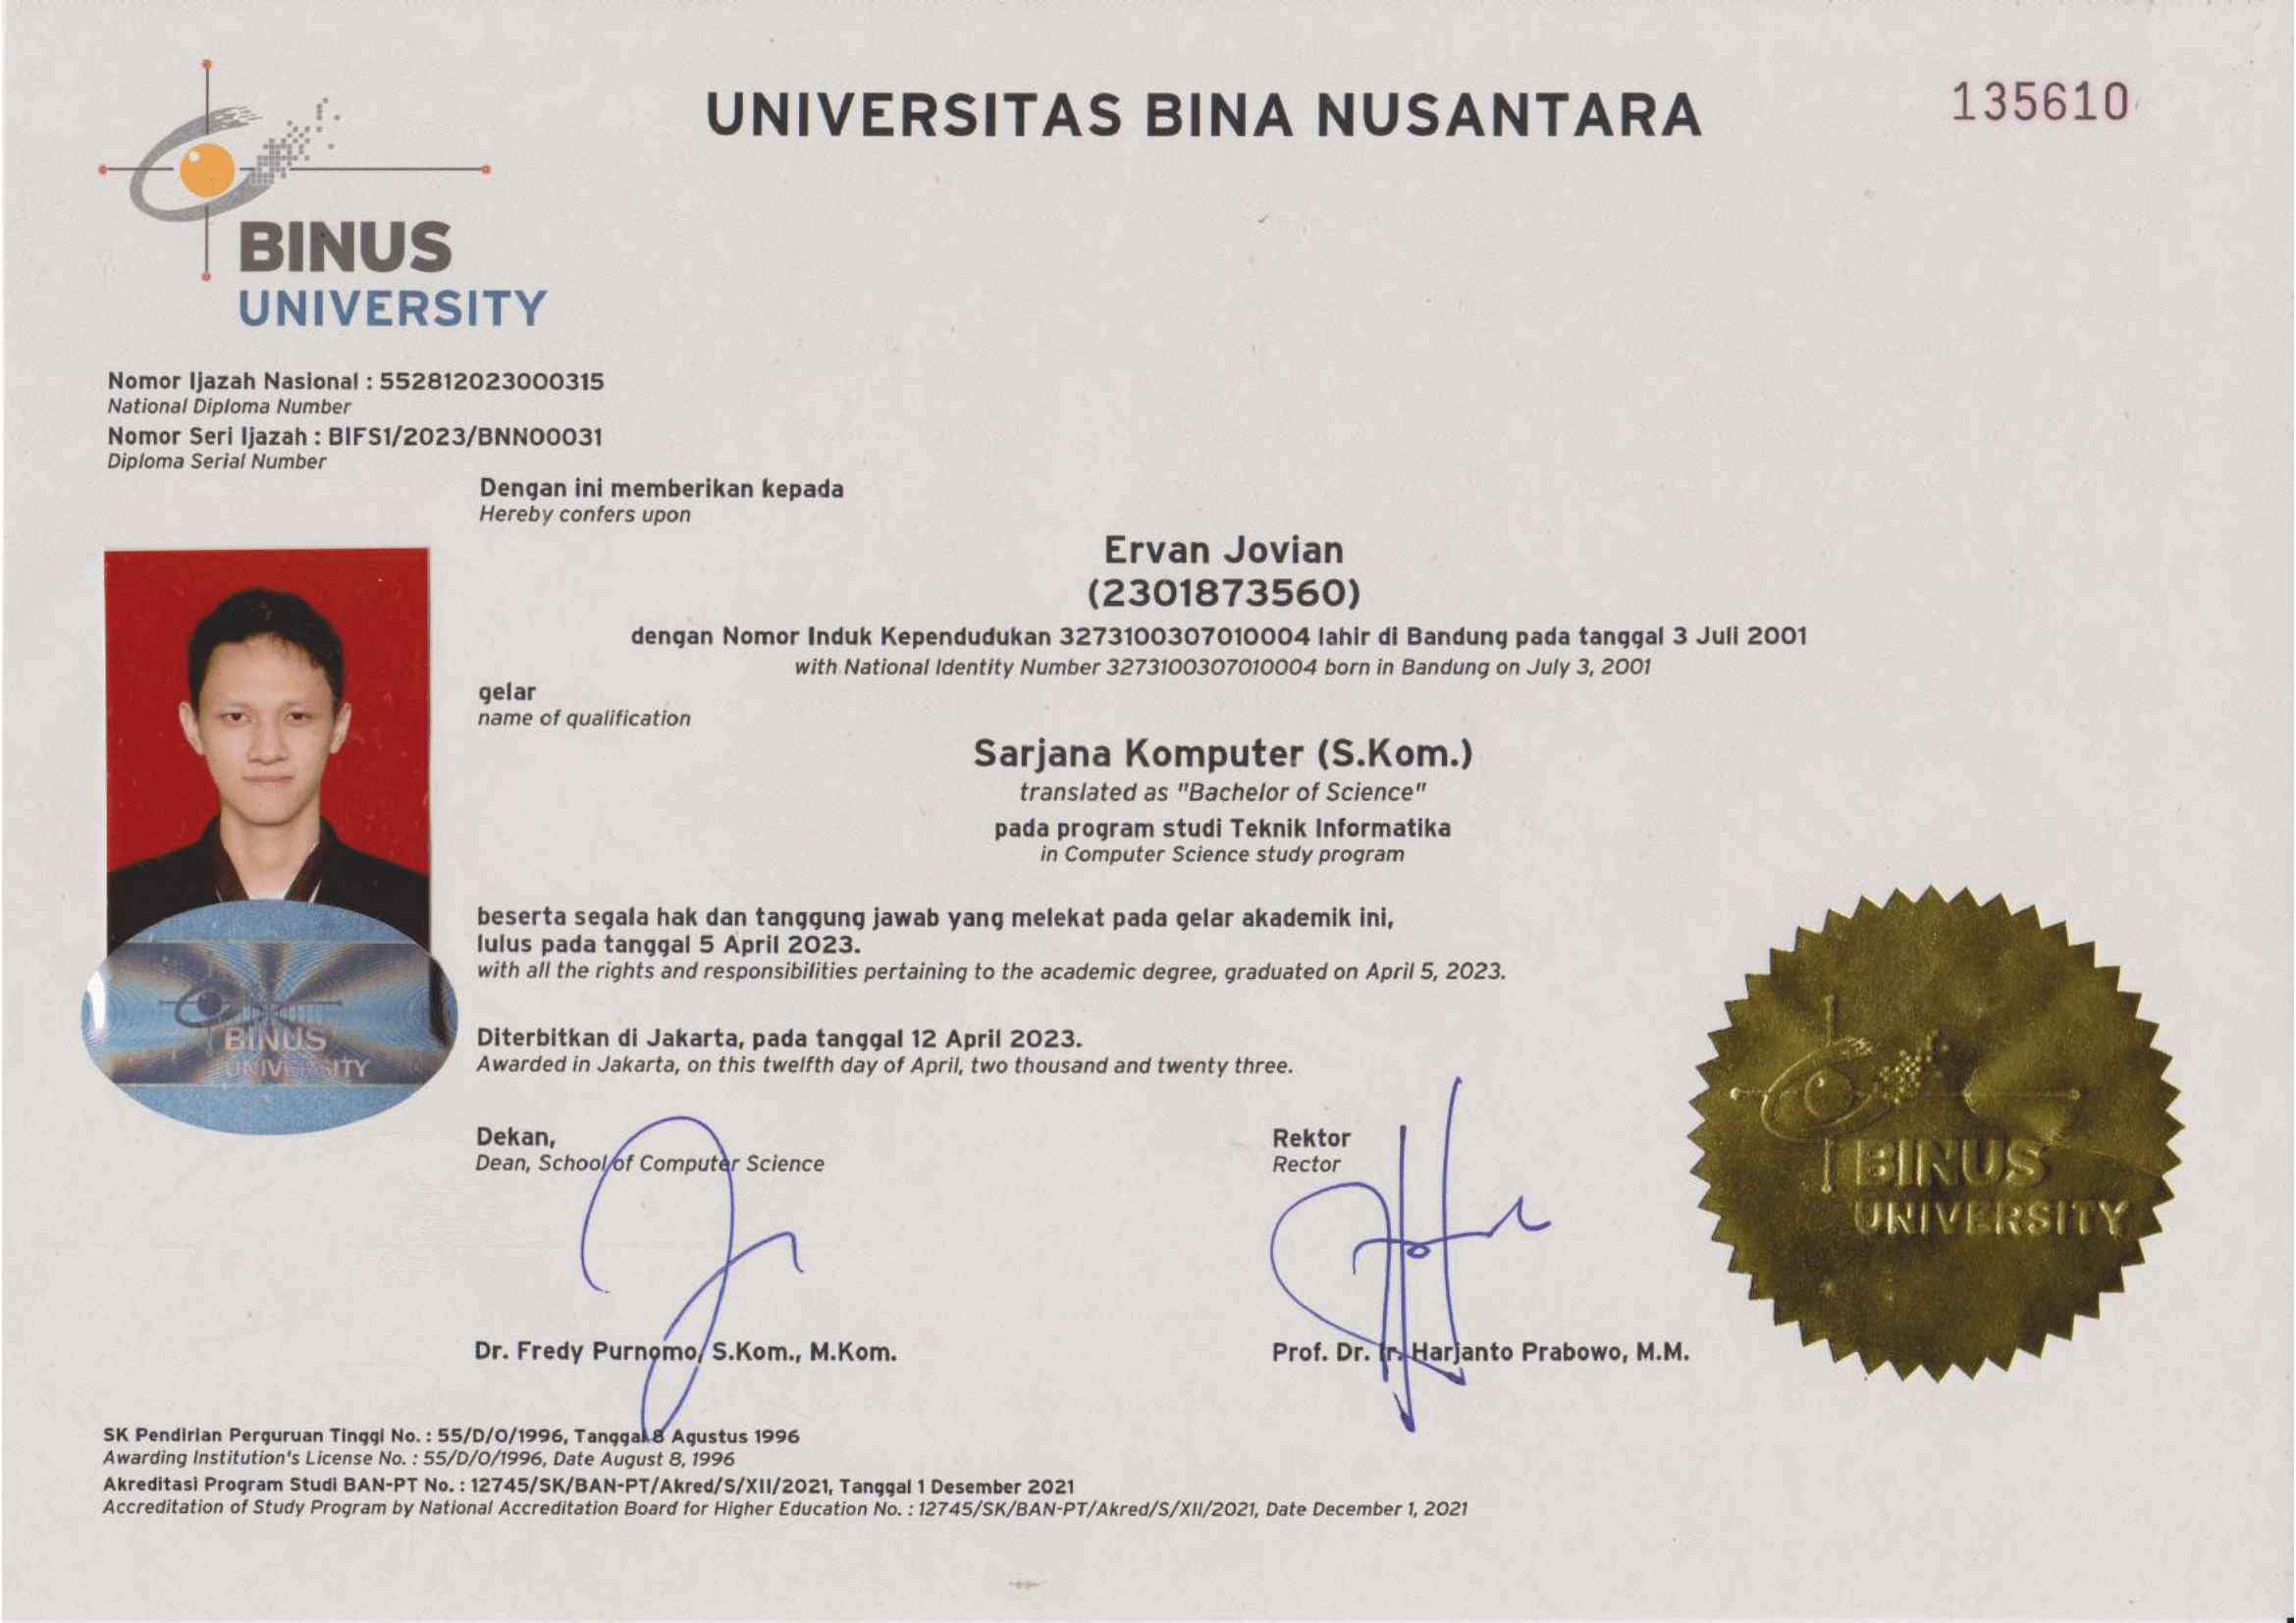 UNIVERSITAS BINA NUSANTARA
135610
BINUS
UNIVERSITY
Nomor Ijazah Nasional : 552812023000315
National Diploma Number
Nomor Seri Ijazah : BIFS1/2023/BNN00031
Diploma Serial Number
Dengan ini memberikan kepada
Hereby confers upon
Ervan Jovian
(2301873560)
dengan Nomor Induk Kependudukan 3273100307010004 lahir di Bandung pada tanggal 3 Juli 2001
with National Identity Number 3273100307010004 born in Bandung on July 3, 2001
gelar
name of qualification
Sarjana Komputer (S.Kom.)
translated as "Bachelor of Science"
pada program studi Teknik Informatika
in Computer Science study program
beserta segala hak dan tanggung jawab yang melekat pada gelar akademik ini,
lulus pada tanggal 5 April 2023.
with all the rights and responsibilities pertaining to the academic degree, graduated on April 5, 2023.
BINUS
UNIVERSITY
Diterbitkan di Jakarta, pada tanggal 12 April 2023.
Awarded in Jakarta, on this twelfth day of April, two thousand and twenty three.
Dekan,
Dean, School of Computer Science
Rektor
Rector
BINUS
UNIVERSITY
Dr. Fredy Purnomo, S.Kom., M.Kom.
Prof. Dr. Ir. Harjanto Prabowo, M.M.
SK Pendirian Perguruan Tinggi No. : 55/D/O/1996, Tanggal 8 Agustus 1996
Awarding Institution's License No. : 55/D/O/1996, Date August 8, 1996
Akreditasi Program Studi BAN-PT No. : 12745/SK/BAN-PT/Akred/S/XII/2021, Tanggal 1 Desember 2021
Accreditation of Study Program by National Accreditation Board for Higher Education No. : 12745/SK/BAN-PT/Akred/S/XII/2021, Date December 1, 2021